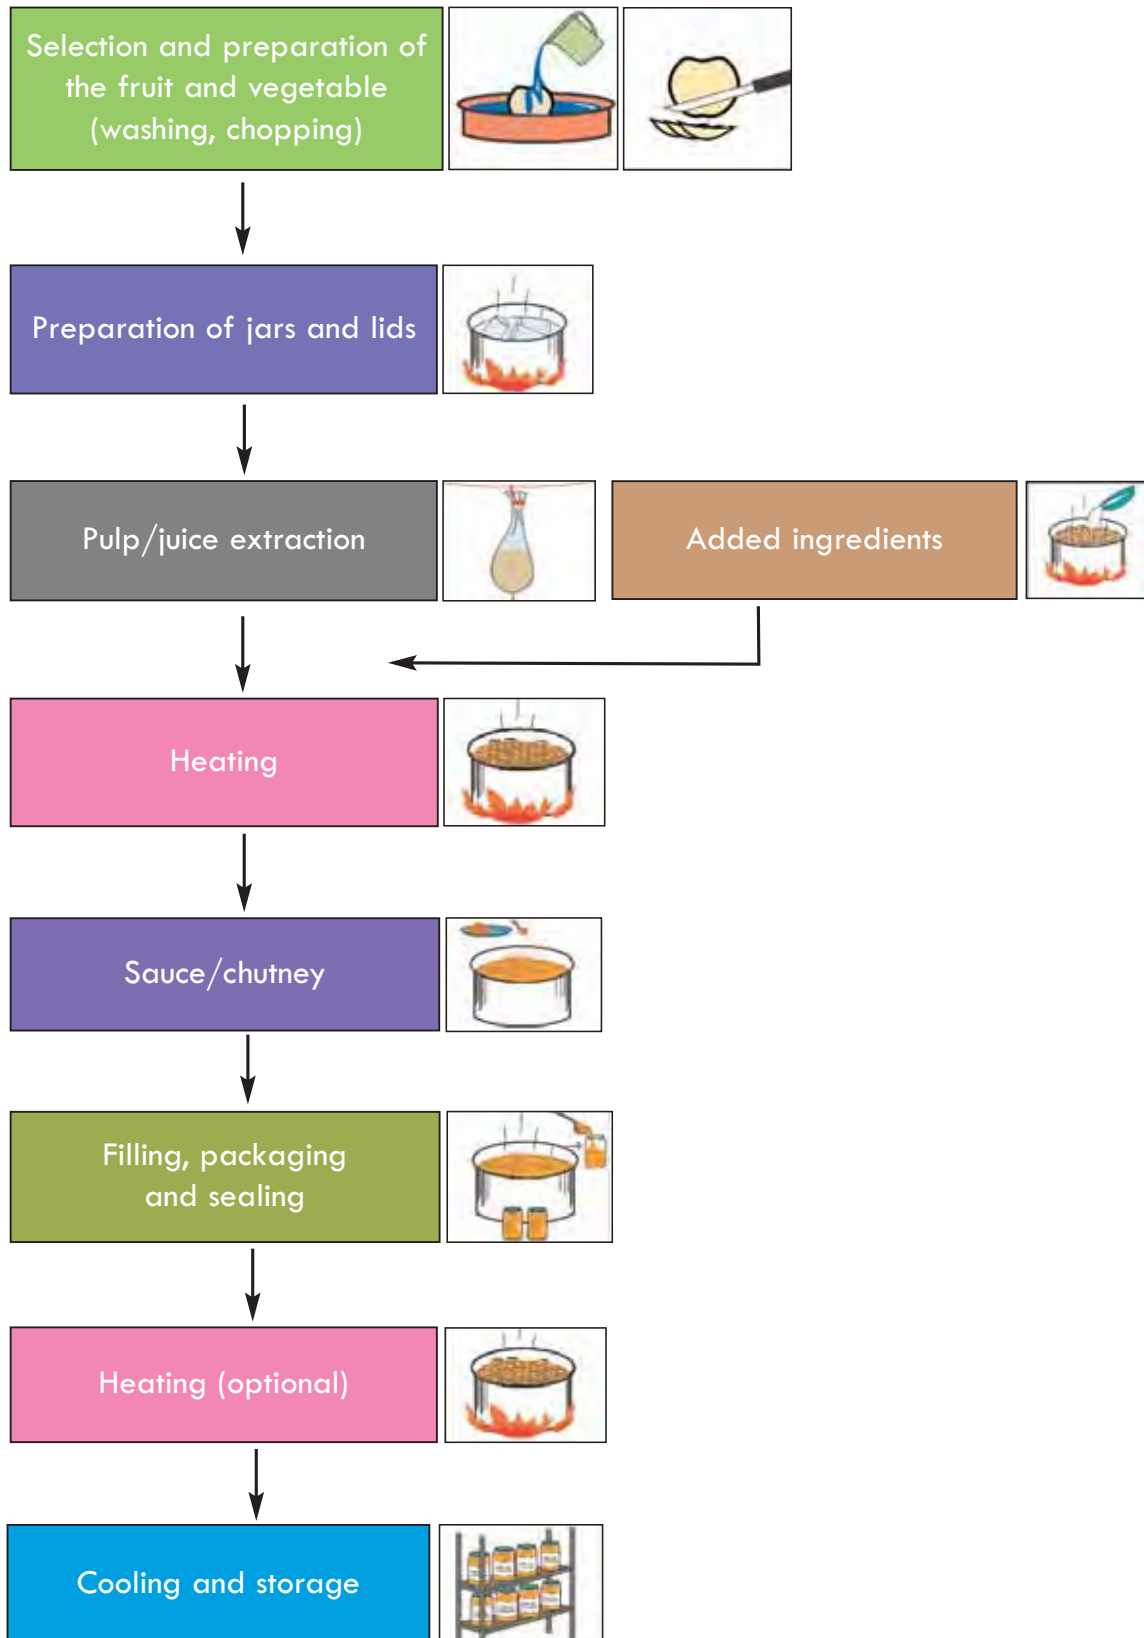 Selection and preparation of
the fruit and vegetable
(washing, chopping)
Preparation of jars and lids
Pulp/juice extraction
Added ingredients
Heating
Sauce/chutney
Filling, packaging
and sealing
Heating (optional)
Cooling and storage